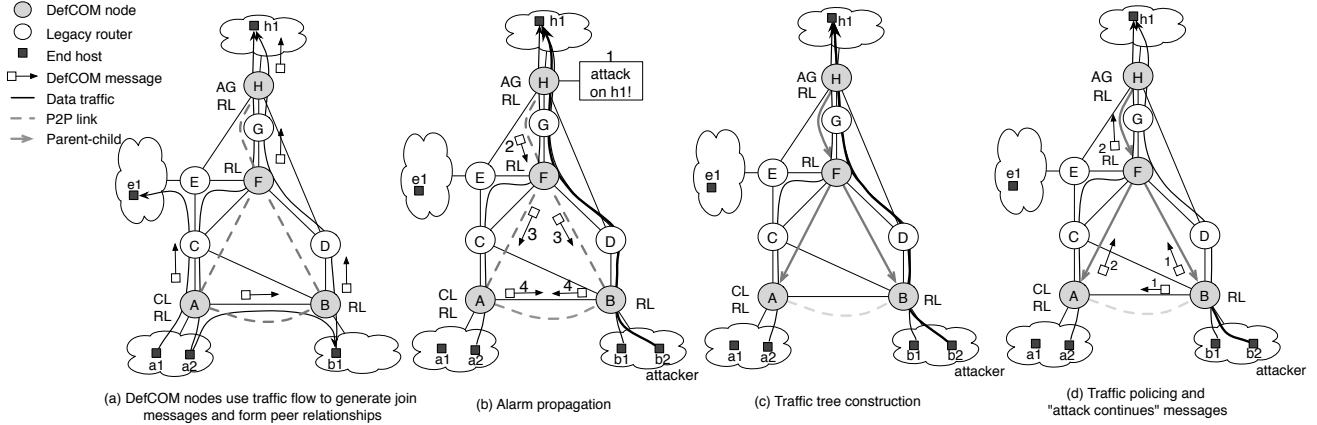 DefCOM node
Legacy router
End host
DefCOM message
Data traffic
P2P link
Parent-child
h1
AG
RL
H
G
e1
E
RL
F
C
D
CL
RL
A
B
RL
a1
a2
b1
(a) DefCOM nodes use traffic flow to generate join
messages and form peer relationships
h1
1
attack
on h1!
AG
RL
H
G
2
RL
e1
E
F
3
3
C
D
4
4
CL
RL
A
B
RL
a1
a2
b1
b2
attacker
(b) Alarm propagation
h1
AG
RL
H
G
RL
e1
E
F
C
D
CL
RL
A
B
RL
a1
a2
b1
b2
attacker
(c) Traffic tree construction
h1
AG
RL
H
G
2
RL
e1
E
F
C
D
2
1
1
CL
RL
A
B
RL
a1
a2
b1
b2
attacker
(d) Traffic policing and
"attack continues" messages